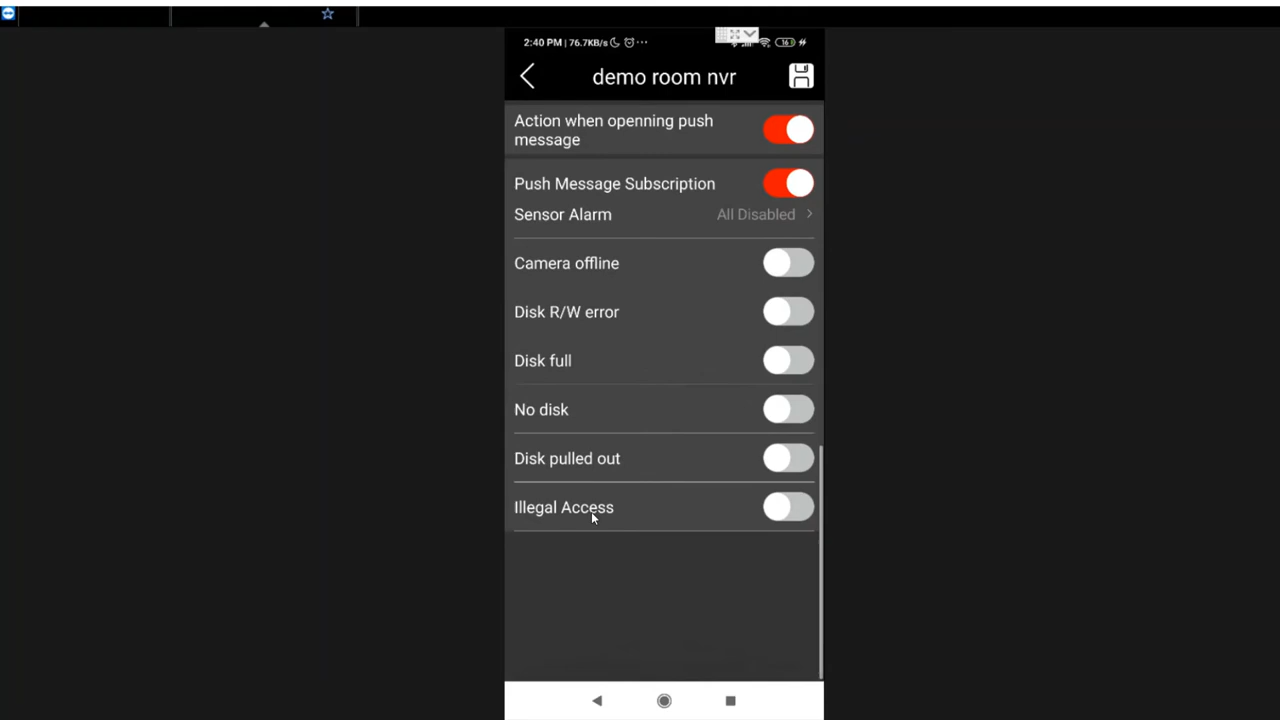 2:40 PM | 76.7KB/s ... 16
demo room nvr
Action when openning push
message
Push Message Subscription
Sensor Alarm All Disabled
Camera offline
Disk R/W error
Disk full
No disk
Disk pulled out
Illegal Access